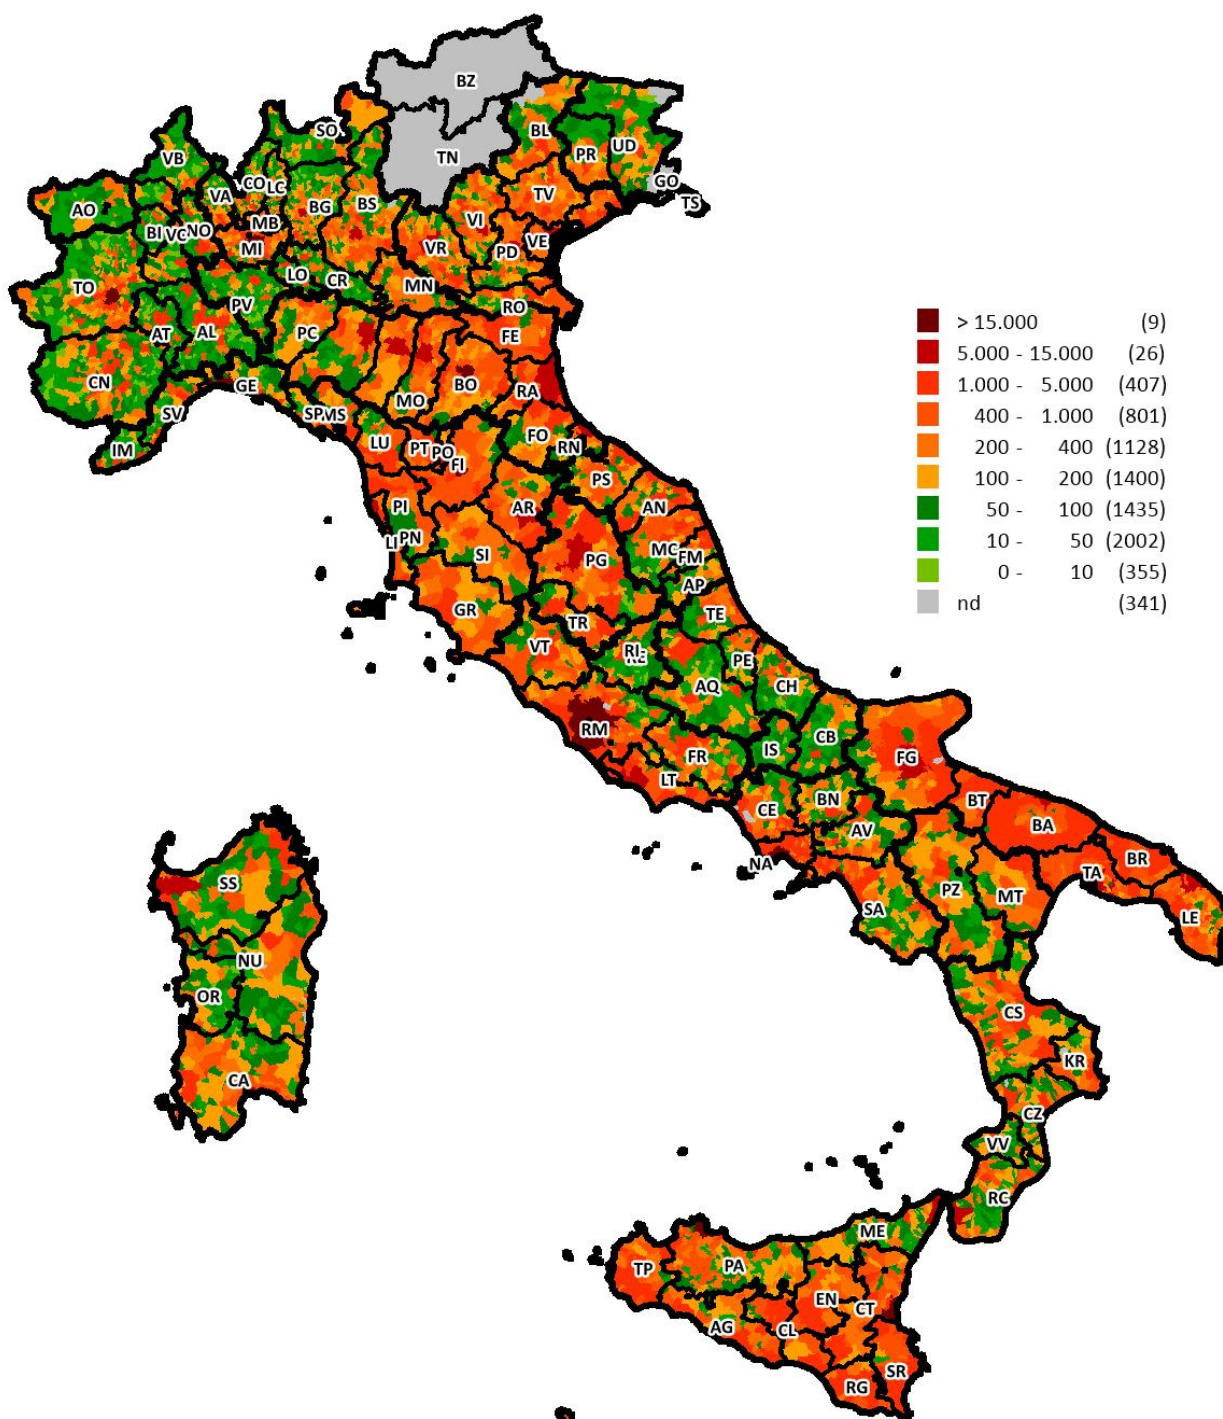 BZ
SO
TN
BL
PR
UD
VB
GO
TS
AO
VA
CO
LC
BG
BS
TV
VI
BI
VC
NO
MB
MI
VR
PD
VE
TO
LO
CR
MN
RO
PV
AT
AL
PC
FE
CN
GE
BO
RA
MO
SV
SP
MS
FO
IM
LU
PT
PO
FI
RN
PS
PI
AR
AN
LI
PN
SI
PG
MC
FM
AP
GR
TR
TE
VT
RI
PE
AQ
CH
RM
IS
CB
FR
FG
LT
CE
BN
BT
AV
BA
NA
BR
TA
SS
PZ
MT
SA
LE
NU
OR
CS
KR
CA
CZ
VV
RC
ME
TP
PA
EN
CT
AG
CL
SR
RG
> 15.000 (9)
5.000 - 15.000 (26)
1.000 - 5.000 (407)
400 - 1.000 (801)
200 - 400 (1128)
100 - 200 (1400)
50 - 100 (1435)
10 - 50 (2002)
0 - 10 (355)
nd (341)